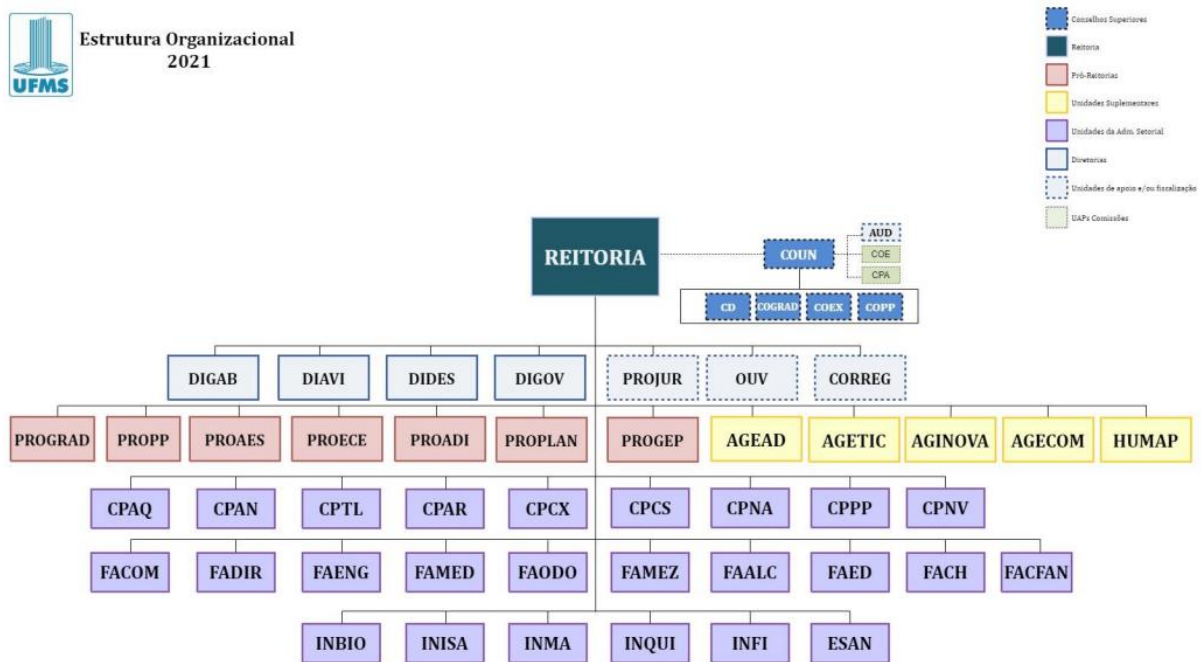 UFMS
Estrutura Organizacional
2021
Conselhos Superiores
Reitoria
Pró-Reitorias
Unidades Suplementares
Unidades da Adm. Setorial
Diretorias
Unidades de apoio e/ou fiscalização
UAPs Comissões
REITORIA
COUN
AUD
COE
CPA
CD COGRAD COEX COPP
DIGAB DIAVI DIDES DIGOV PROJUR OUV CORREG
PROGRAD PROPP PROAES PROECE PROADI PROPLAN PROGEP AGEAD AGETIC AGINOVA AGECOM HUMAP
CPAQ CPAN CPTL CPAR CPCX CPCS CPNA CPPP CPNV
FACOM FADIR FAENG FAMED FAODO FAMEZ FAALC FAED FACH FACFAN
INBIO INISA INMA INQUI INFI ESAN